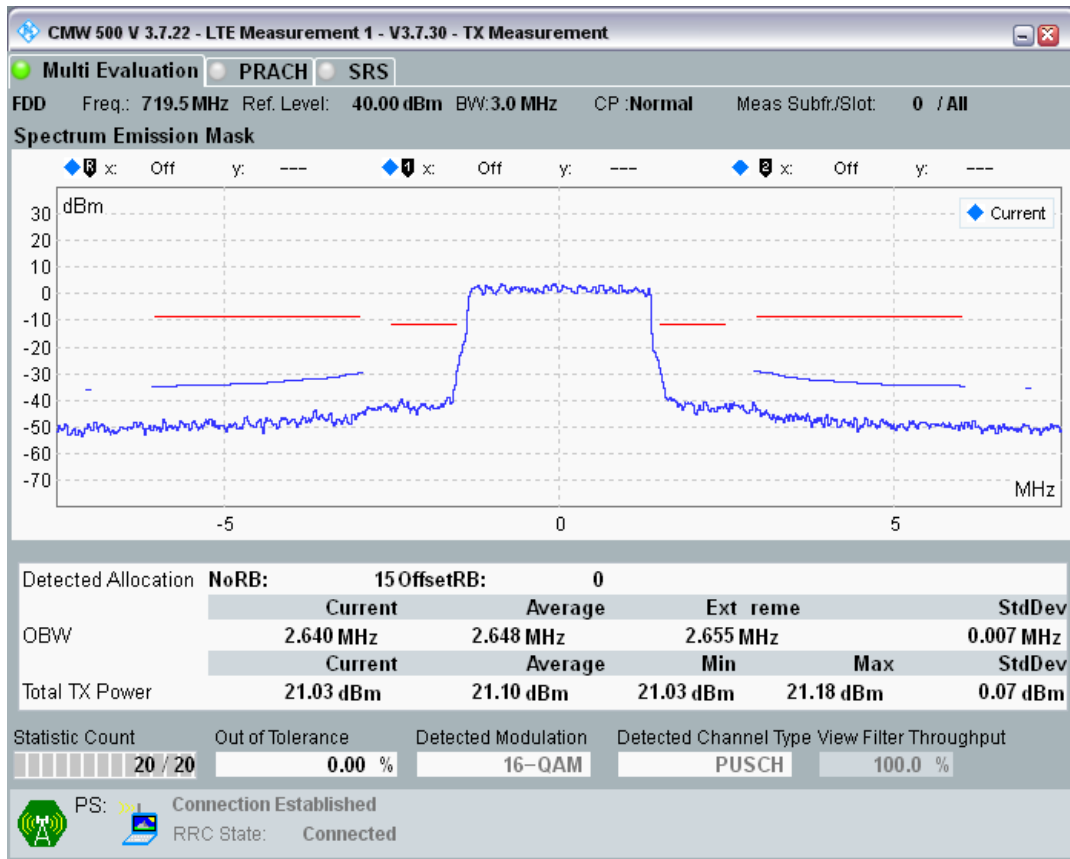 CMW 500 V 3.7.22 - LTE Measurement 1 - V3.7.30 - TX Measurement
Multi Evaluation PRACH SRS
FDD Freq.: 719.5 MHz Ref. Level: 40.00 dBm BW: 3.0 MHz CP : Normal Meas Subfr./Slot: 0 / All
Spectrum Emission Mask
R x: Off y: --- 1 x: Off y: --- 2 x: Off y: ---
dBm
Current
30
20
10
0
-10
-20
-30
-40
-50
-60
-70
MHz
-5 0 5
Detected Allocation NoRB: 15 OffsetRB: 0
Current Average Ext reme StdDev
OBW 2.640 MHz 2.648 MHz 2.655 MHz 0.007 MHz
Current Average Min Max StdDev
Total TX Power 21.03 dBm 21.10 dBm 21.03 dBm 21.18 dBm 0.07 dBm
Statistic Count Out of Tolerance Detected Modulation Detected Channel Type View Filter Throughput
20 / 20 0.00 % 16-QAM PUSCH 100.0 %
PS: Connection Established
RRC State: Connected